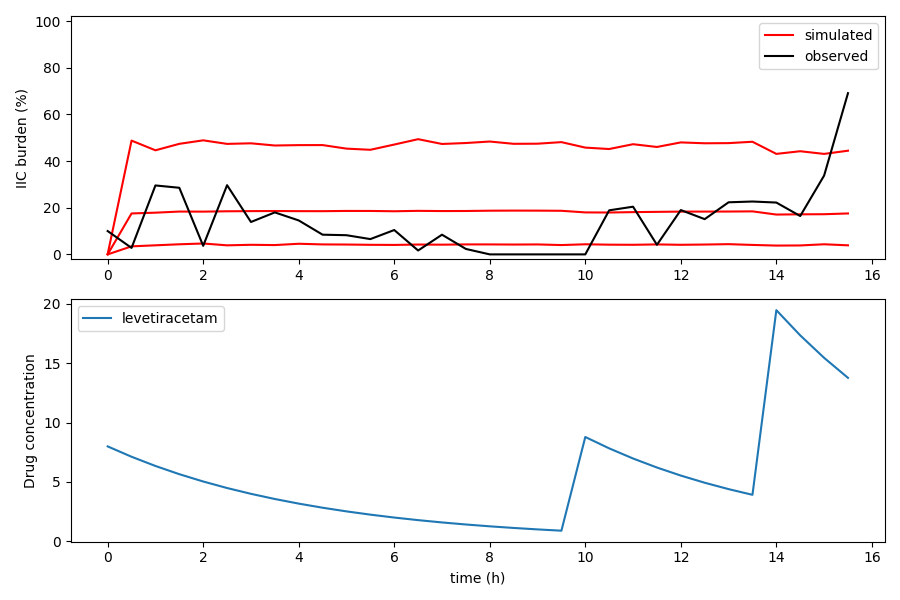 IIC burden (%)
100
80
60
40
20
0
simulated
observed
0 2 4 6 8 10 12 14 16
Drug concentration
20
15
10
5
0
levetiracetam
0 2 4 6 8 10 12 14 16
time (h)